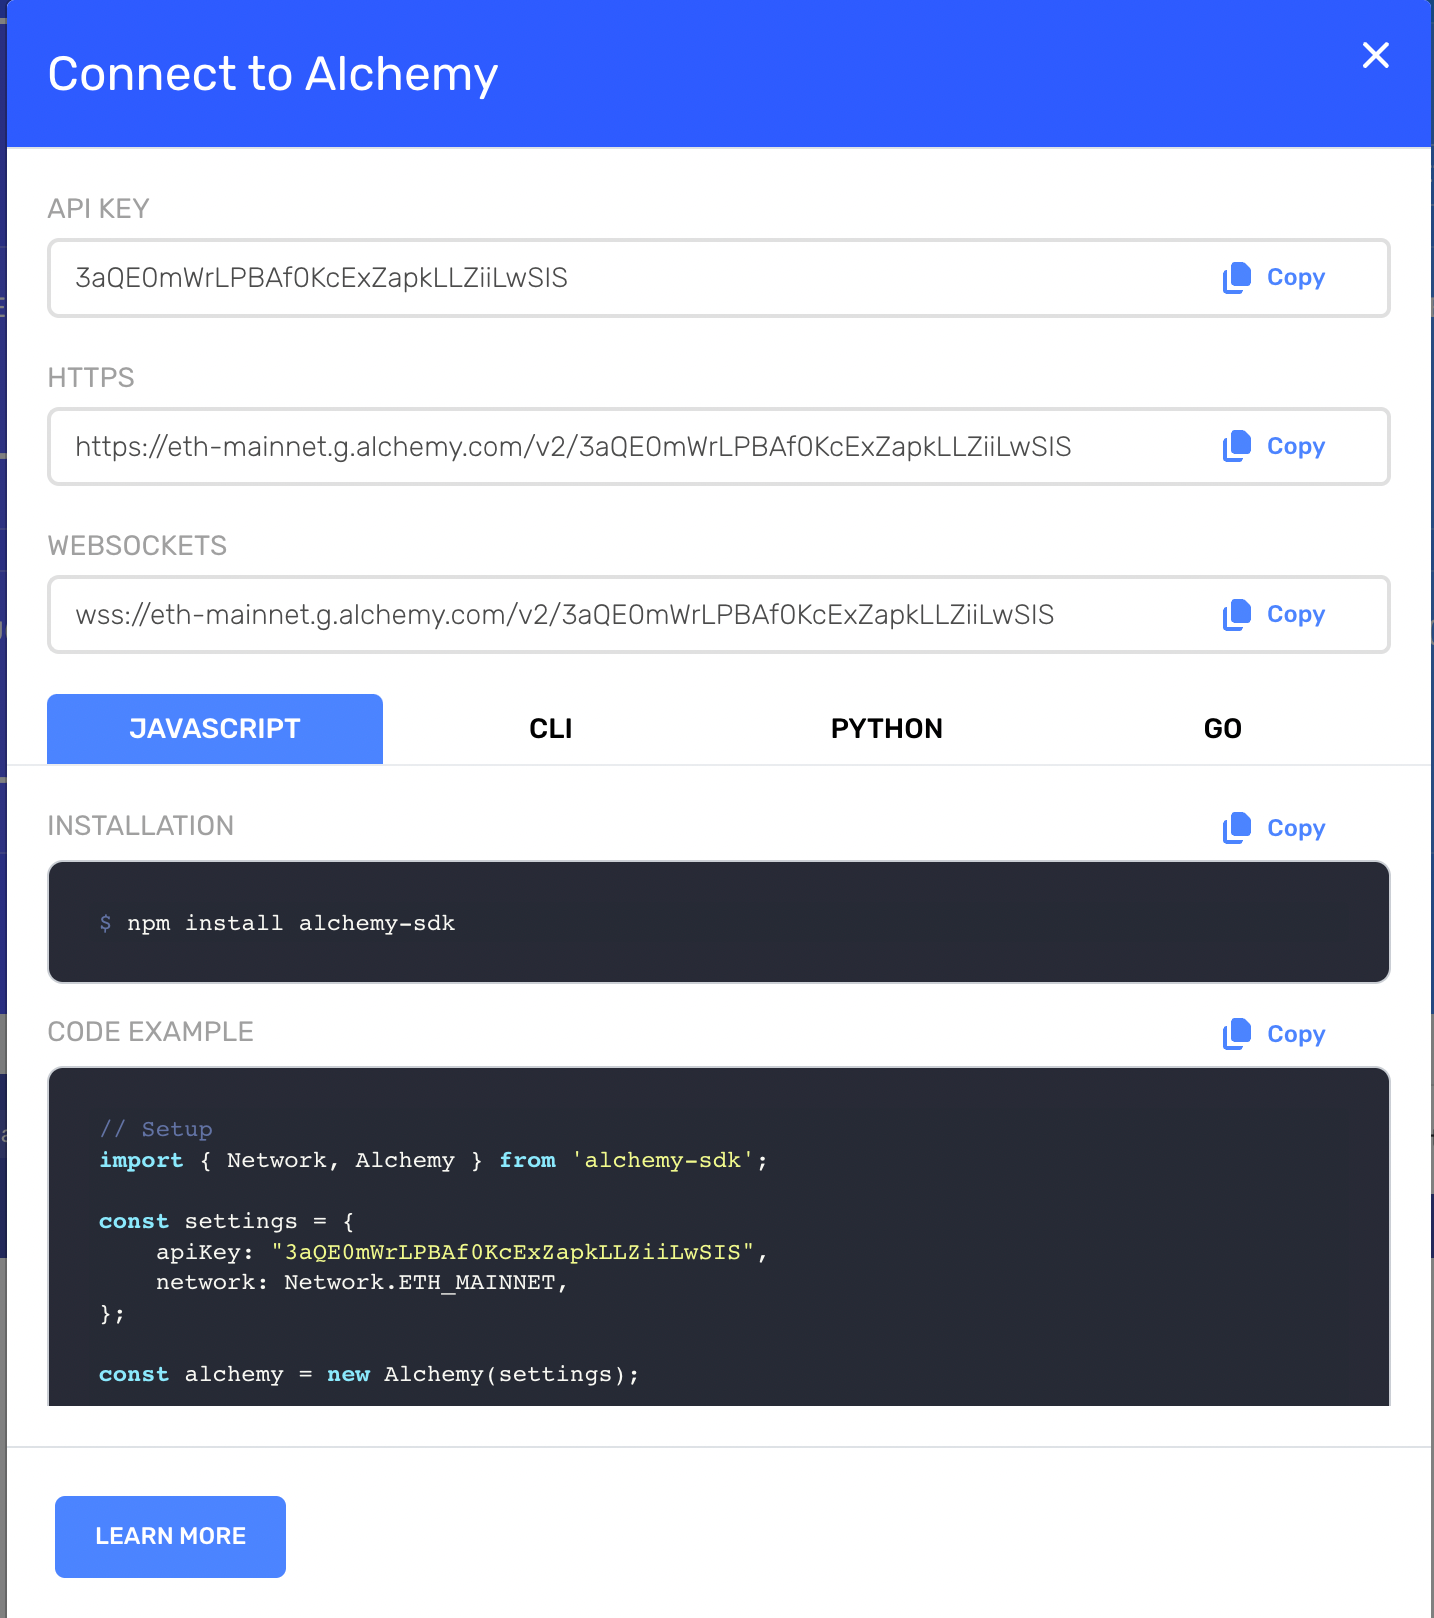 Connect to Alchemy
API KEY
3aQE0mWrLPBAf0KcExZapkLLZiiLwSIS
Copy
HTTPS
https://eth-mainnet.g.alchemy.com/v2/3aQE0mWrLPBAf0KcExZapkLLZiiLwSIS
Copy
WEBSOCKETS
wss://eth-mainnet.g.alchemy.com/v2/3aQE0mWrLPBAf0KcExZapkLLZiiLwSIS
Copy
JAVASCRIPT
CLI
PYTHON
GO
INSTALLATION
Copy
$ npm install alchemy-sdk
CODE EXAMPLE
Copy
// Setup
import { Network, Alchemy } from 'alchemy-sdk';
const settings = {
    apiKey: "3aQE0mWrLPBAf0KcExZapkLLZiiLwSIS",
    network: Network.ETH_MAINNET,
};
const alchemy = new Alchemy(settings);
LEARN MORE